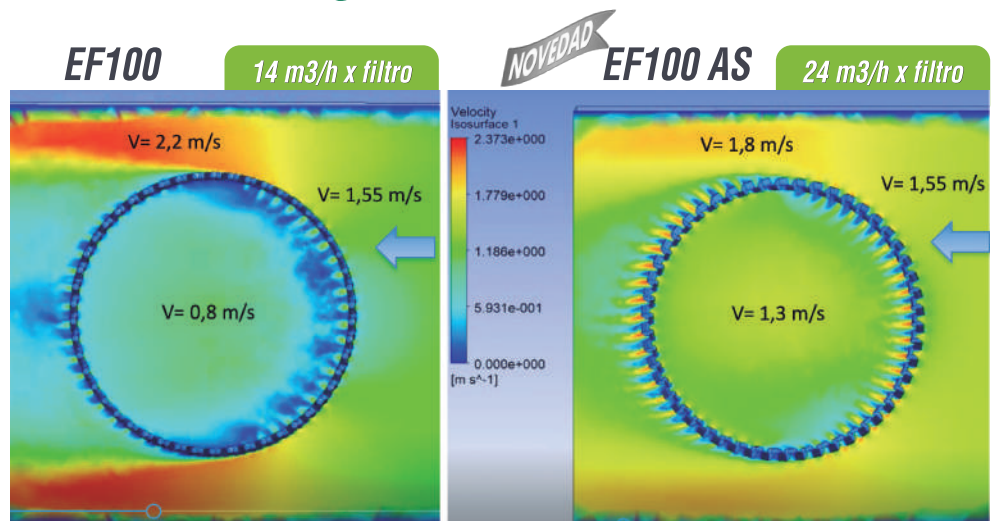 EF100
14 m3/h x filtro
NOVEDAD
EF100 AS
24 m3/h x filtro
V= 2,2 m/s
V= 1,55 m/s
V= 0,8 m/s
Velocity
Isosurface 1
2.373e+000
1.779e+000
1.186e+000
5.931e-001
0.000e+000
[m s^-1]
V= 1,8 m/s
V= 1,55 m/s
V= 1,3 m/s